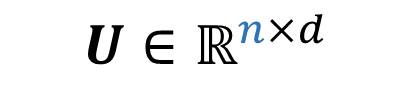 U ∈ ℝ^{n×d}